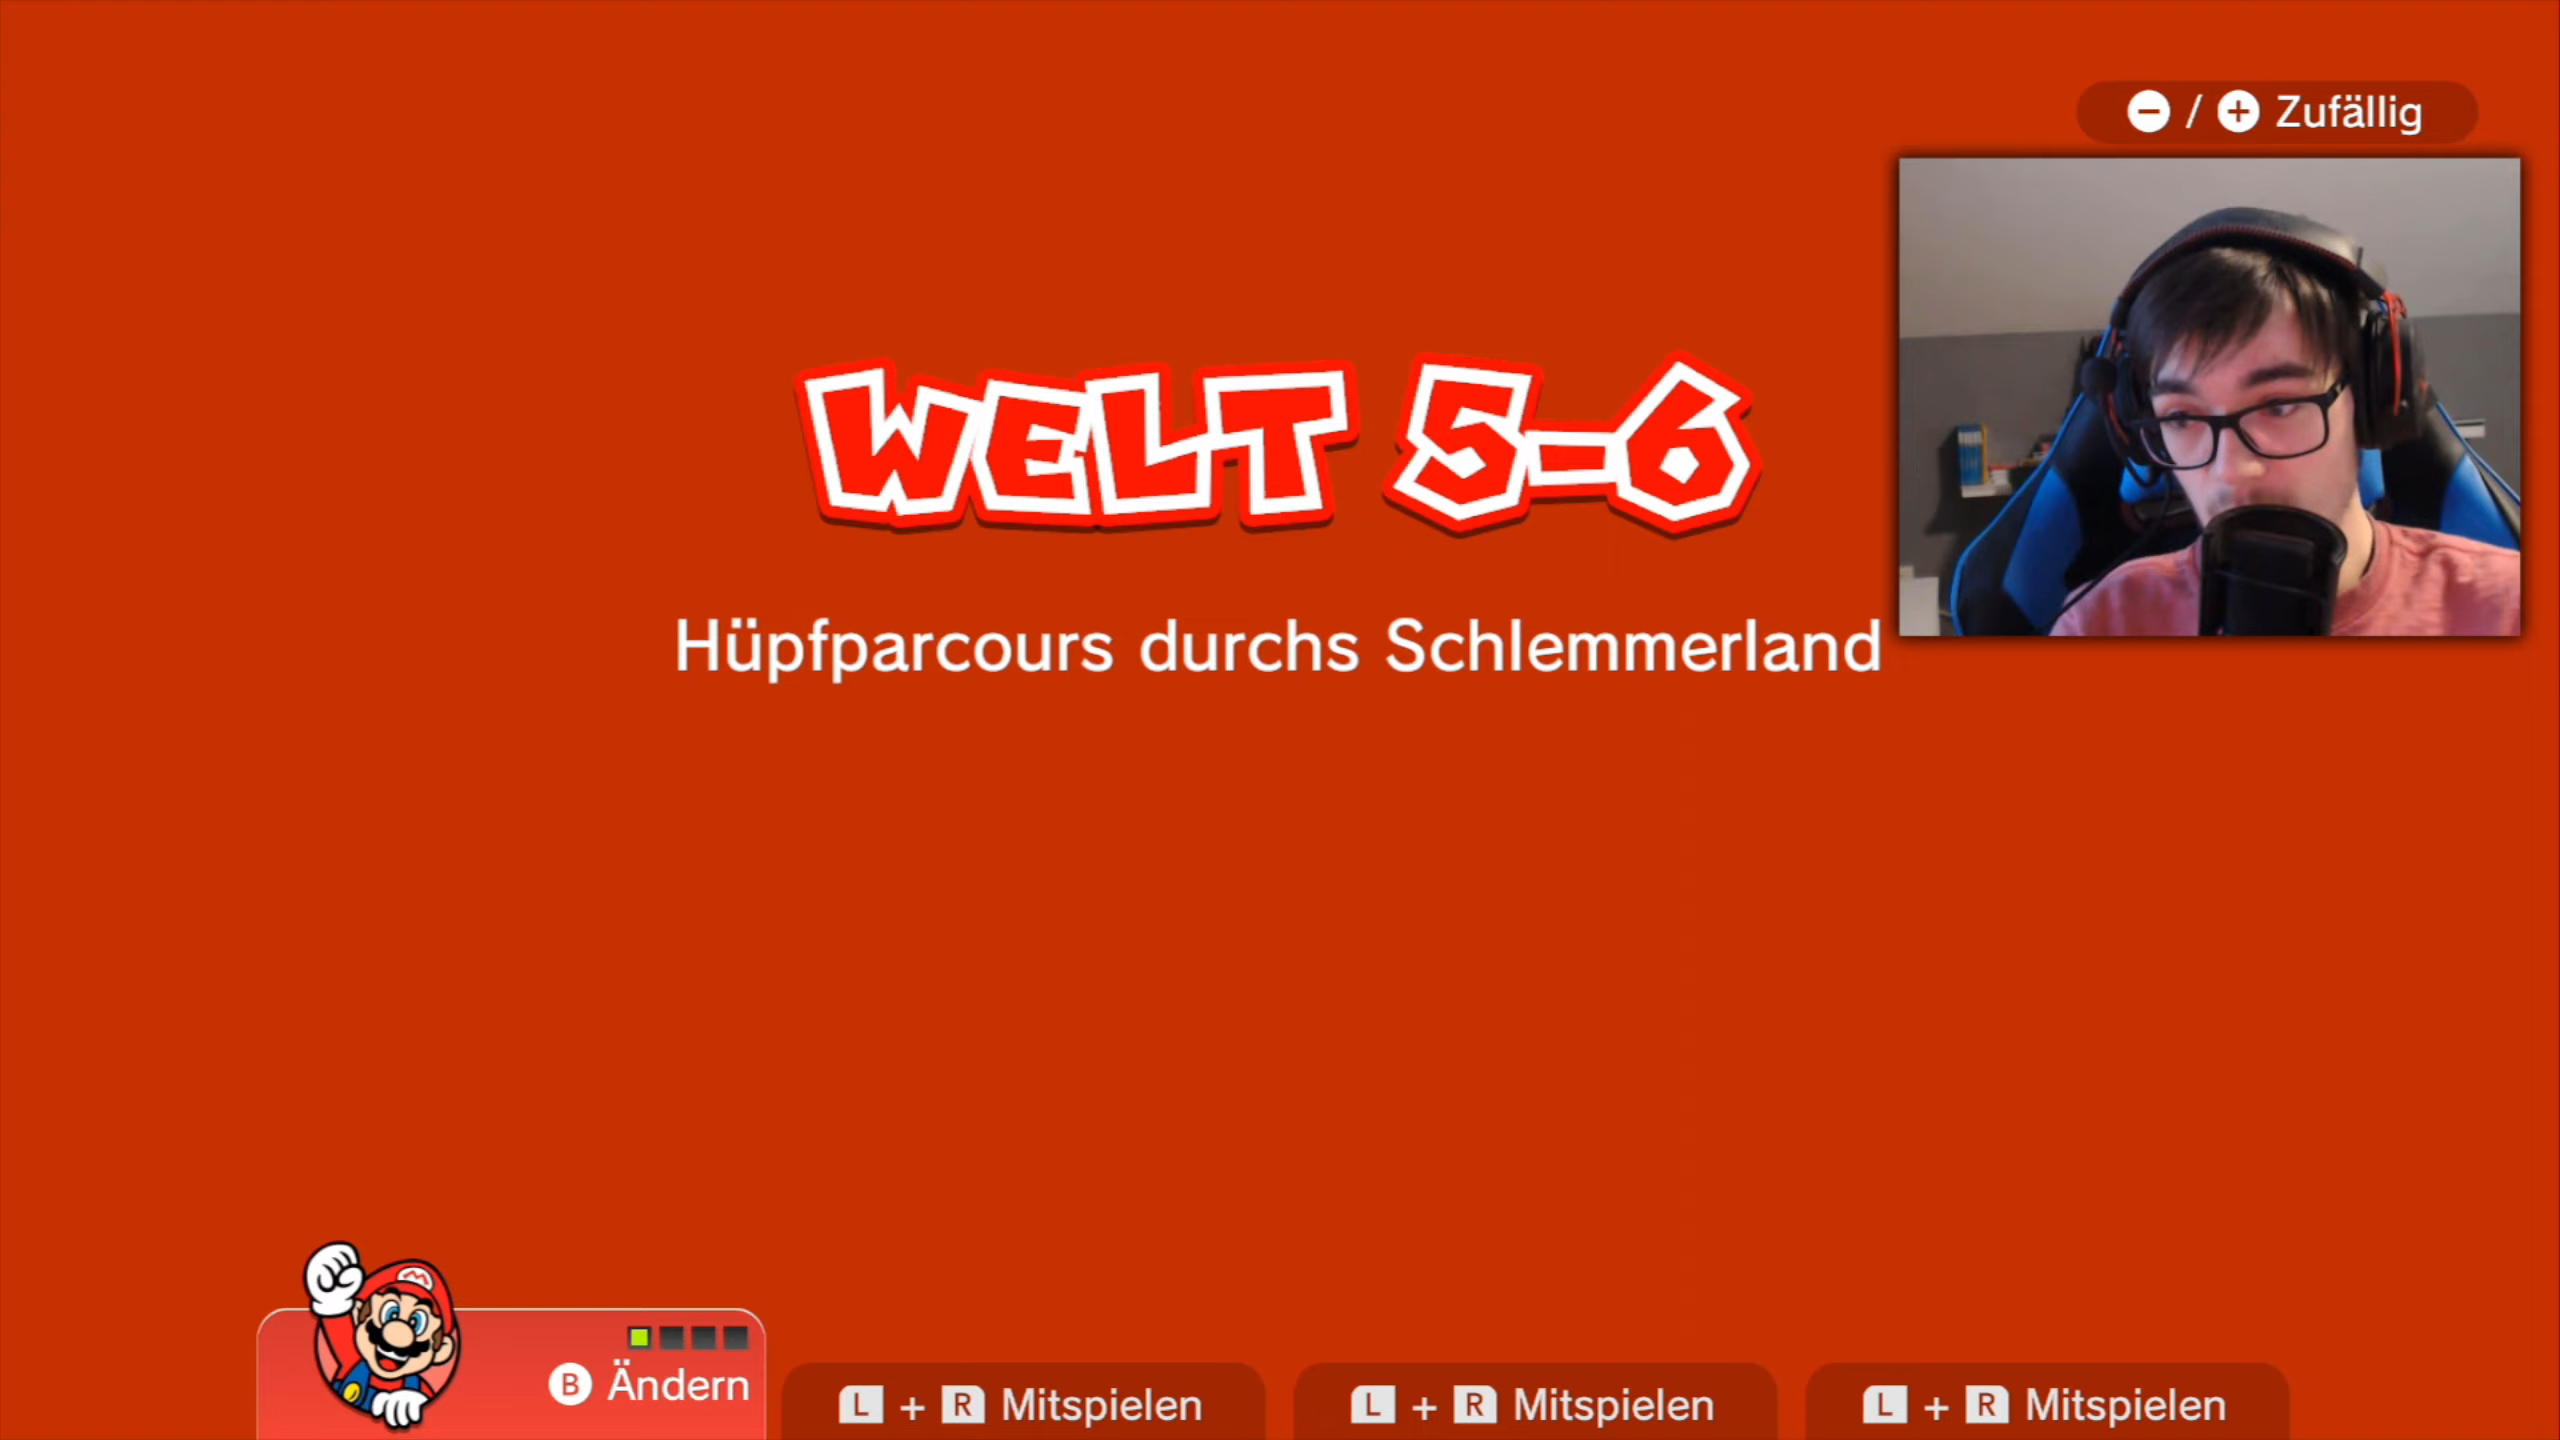 - / + Zufällig
WELT 5-6
Hüpfparcours durchs Schlemmerland
B Ändern
L + R Mitspielen
L + R Mitspielen
L + R Mitspielen